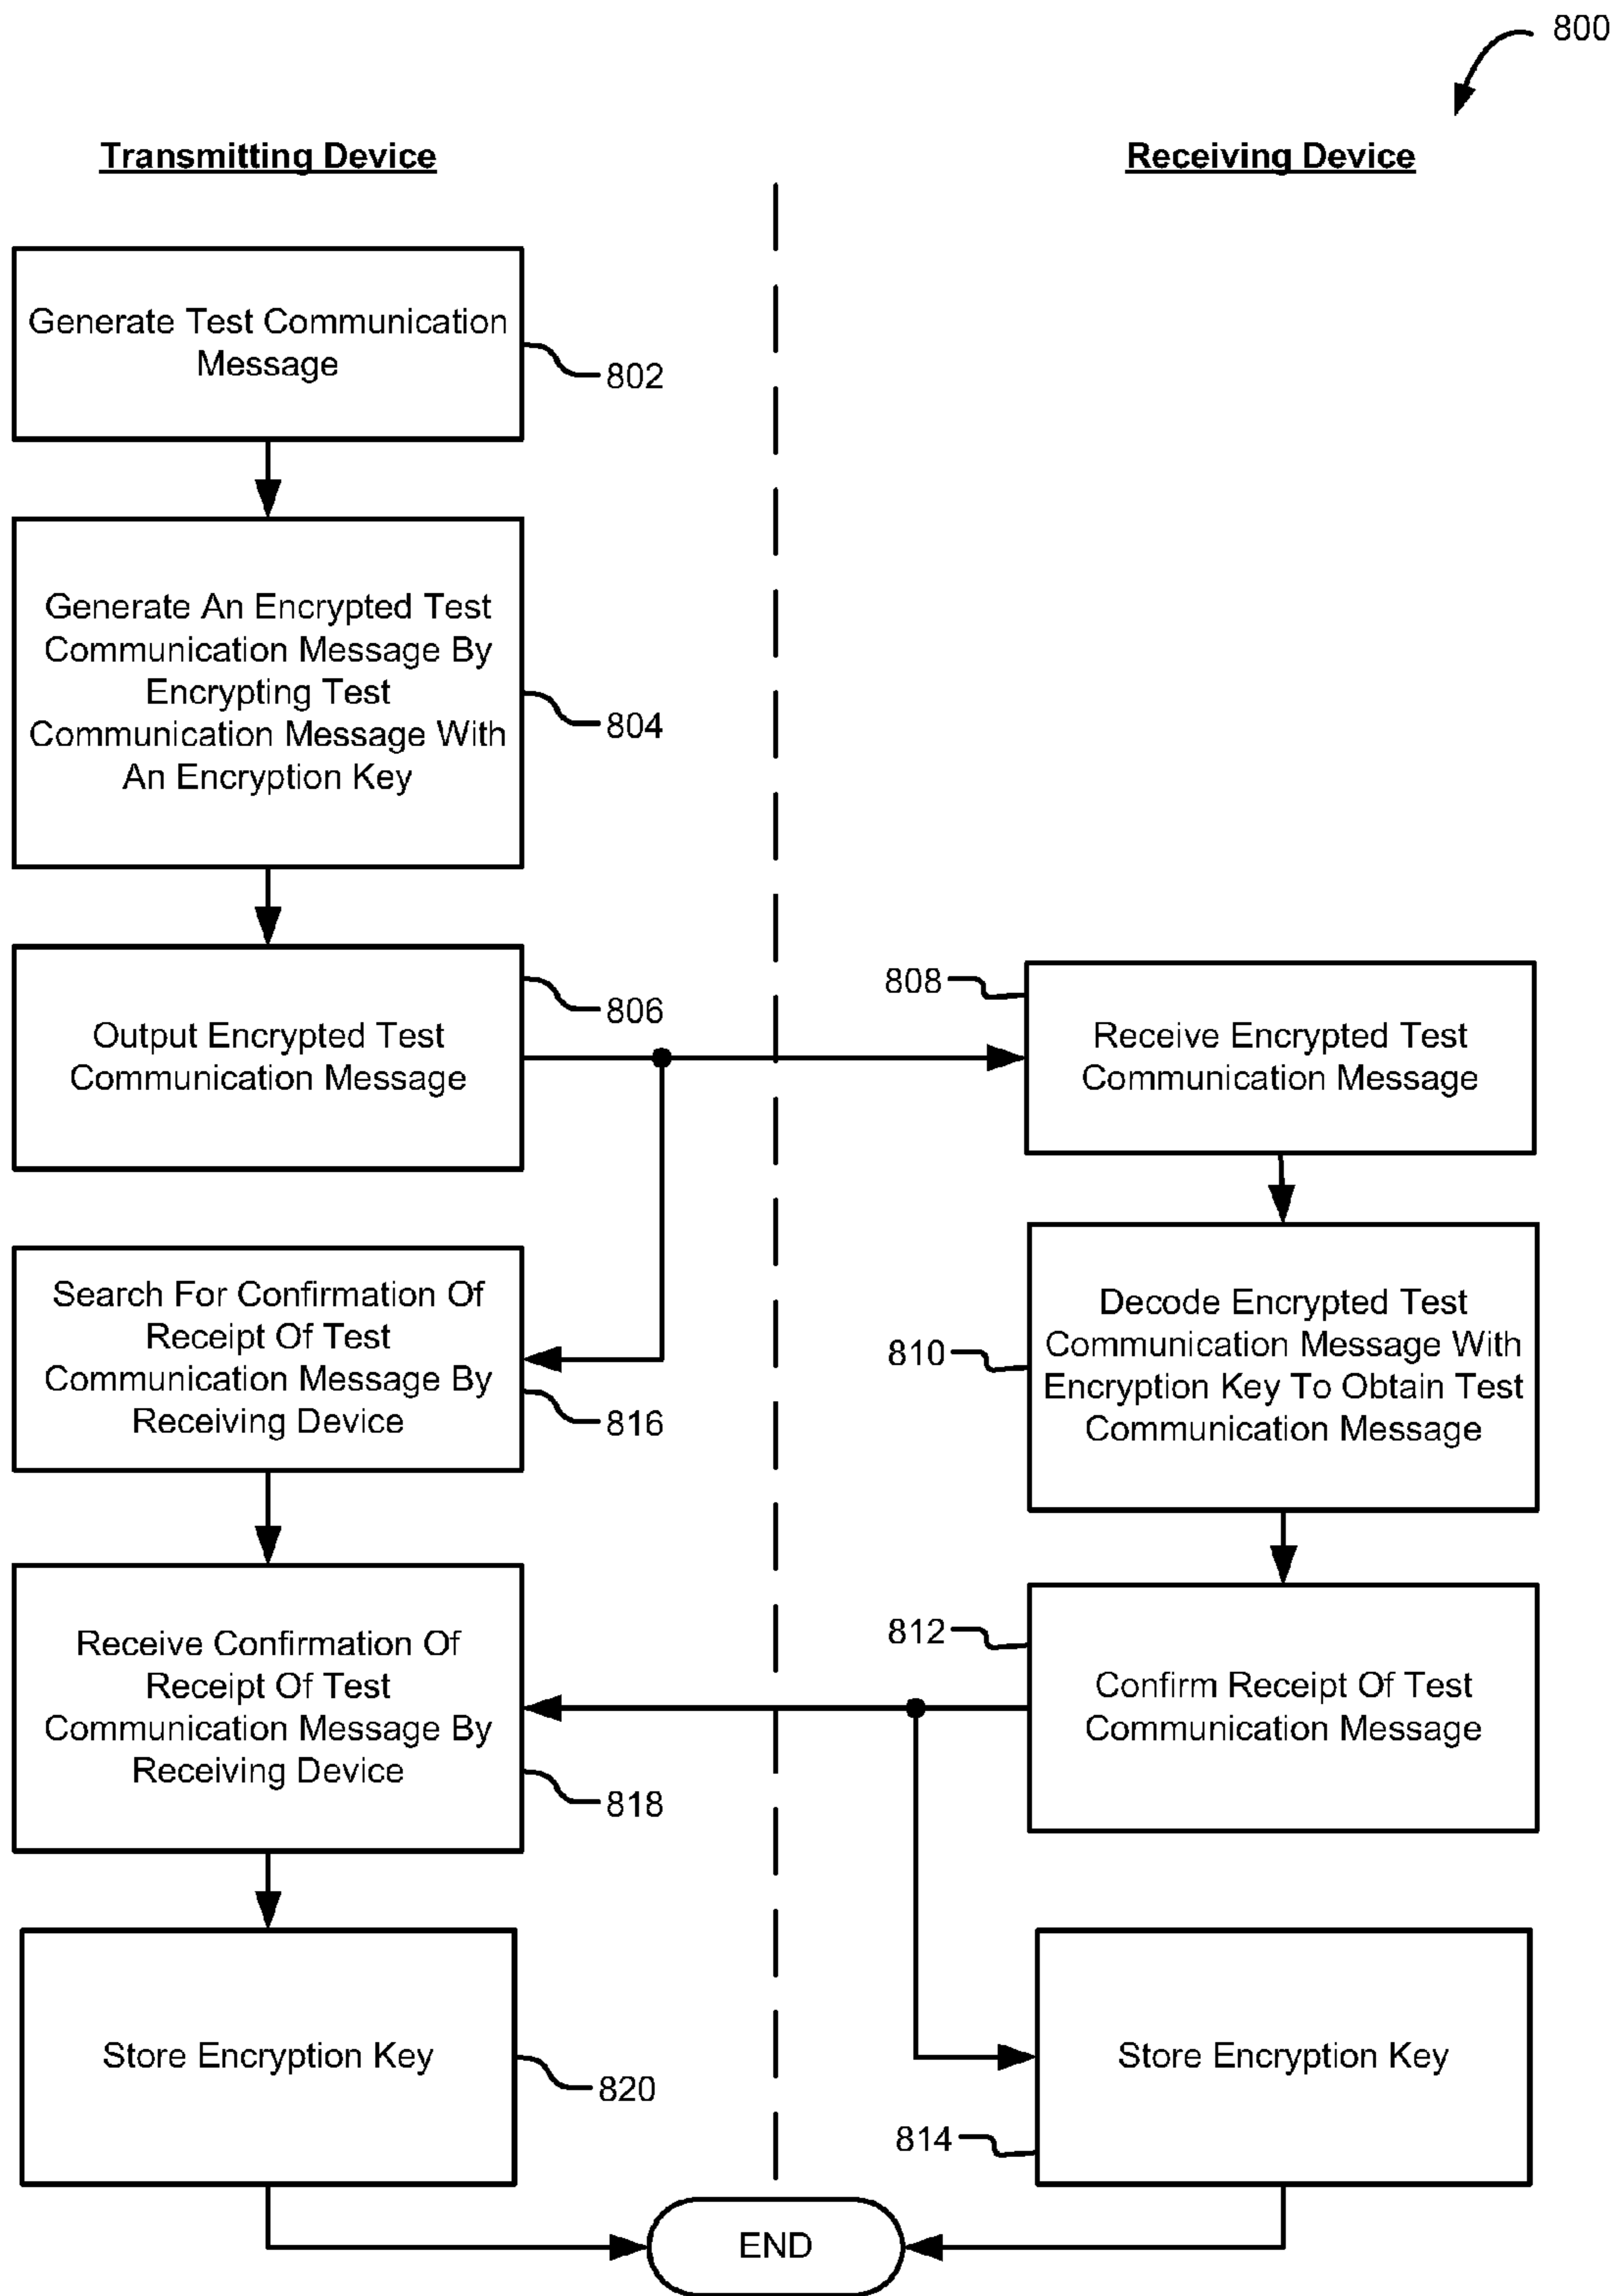 800
Transmitting Device
Receiving Device
Generate Test Communication
Message
802
Generate An Encrypted Test
Communication Message By
Encrypting Test
Communication Message With
An Encryption Key
804
Output Encrypted Test
Communication Message
806
808
Receive Encrypted Test
Communication Message
Search For Confirmation Of
Receipt Of Test
Communication Message By
Receiving Device
816
810
Decode Encrypted Test
Communication Message With
Encryption Key To Obtain Test
Communication Message
Receive Confirmation Of
Receipt Of Test
Communication Message By
Receiving Device
818
812
Confirm Receipt Of Test
Communication Message
Store Encryption Key
820
Store Encryption Key
814
END